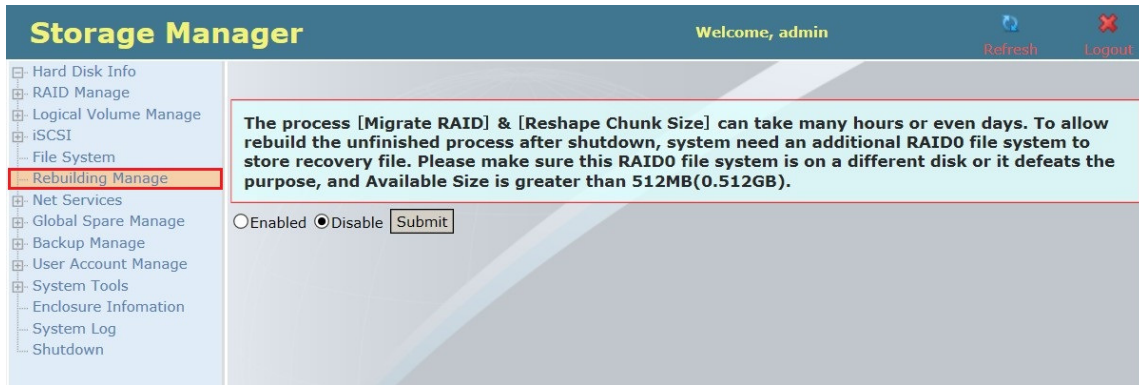 Storage Manager
Welcome, admin
Refresh
Logout
Hard Disk Info
RAID Manage
Logical Volume Manage
iSCSI
File System
Rebuilding Manage
Net Services
Global Spare Manage
Backup Manage
User Account Manage
System Tools
Enclosure Infomation
System Log
Shutdown
The process [Migrate RAID] & [Reshape Chunk Size] can take many hours or even days. To allow
rebuild the unfinished process after shutdown, system need an additional RAID0 file system to
store recovery file. Please make sure this RAID0 file system is on a different disk or it defeats the
purpose, and Available Size is greater than 512MB(0.512GB).
Enabled Disable Submit